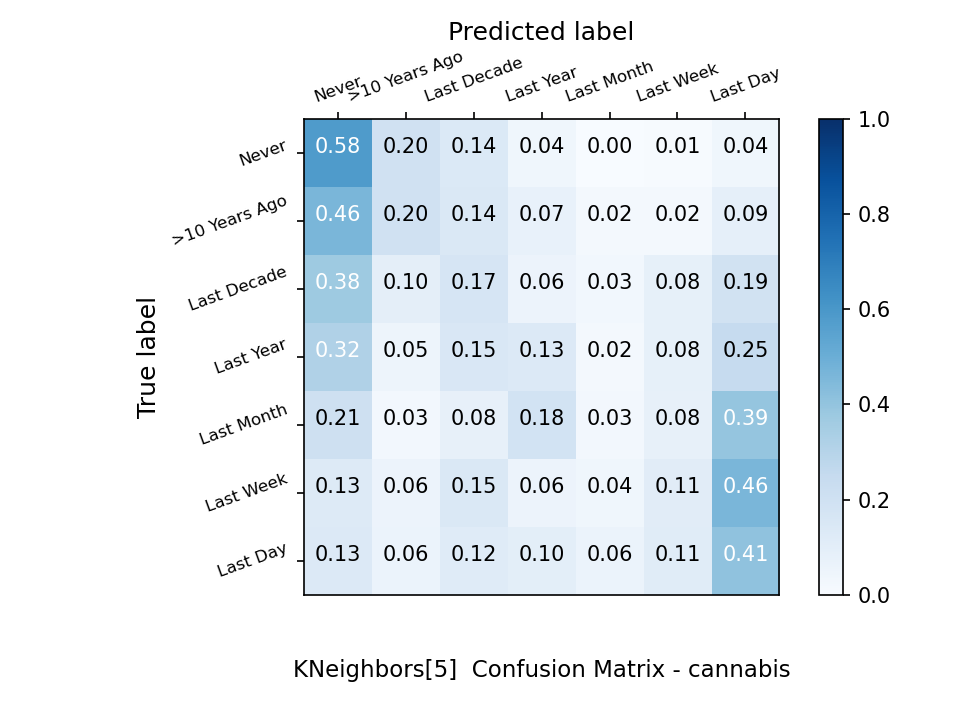 Predicted label
Never >10 Years Ago Last Decade Last Year Last Month Last Week Last Day
Never 0.58 0.20 0.14 0.04 0.00 0.01 0.04
>10 Years Ago 0.46 0.20 0.14 0.07 0.02 0.02 0.09
Last Decade 0.38 0.10 0.17 0.06 0.03 0.08 0.19
Last Year 0.32 0.05 0.15 0.13 0.02 0.08 0.25
Last Month 0.21 0.03 0.08 0.18 0.03 0.08 0.39
Last Week 0.13 0.06 0.15 0.06 0.04 0.11 0.46
Last Day 0.13 0.06 0.12 0.10 0.06 0.11 0.41
True label
1.0
0.8
0.6
0.4
0.2
0.0
KNeighbors[5] Confusion Matrix - cannabis